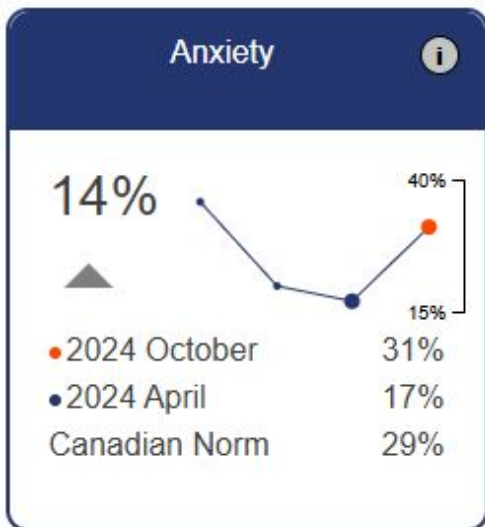 Anxiety
i
14%
40%
15%
2024 October 31%
2024 April 17%
Canadian Norm 29%